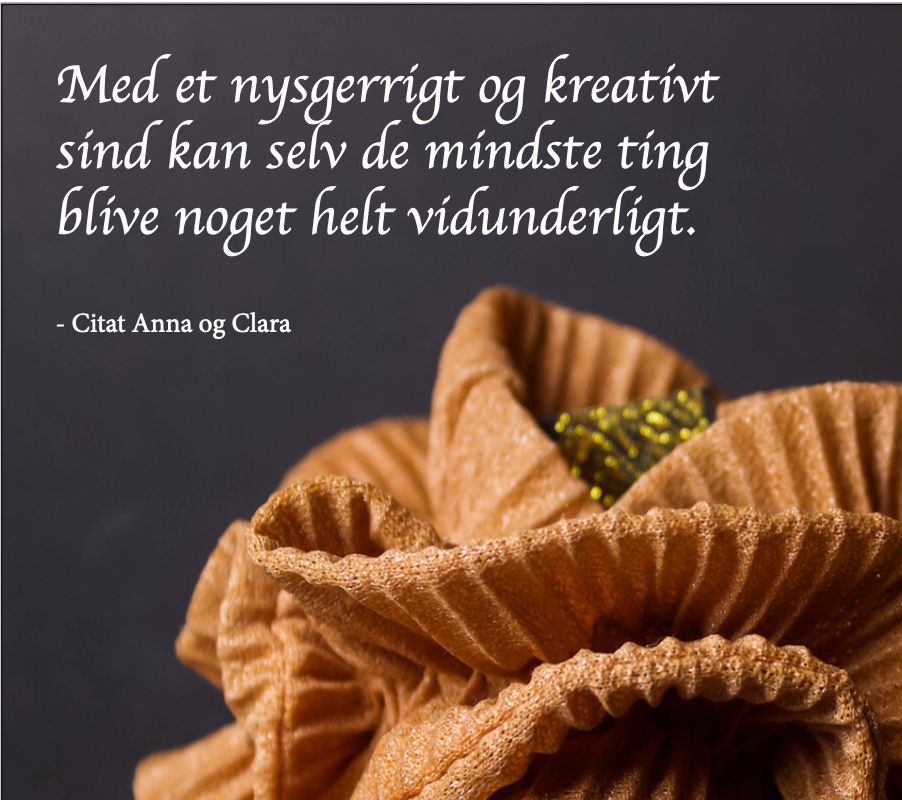 Med et nysgerrigt og kreativt
sind kan selv de mindste ting
blive noget helt vidunderligt.
- Citat Anna og Clara